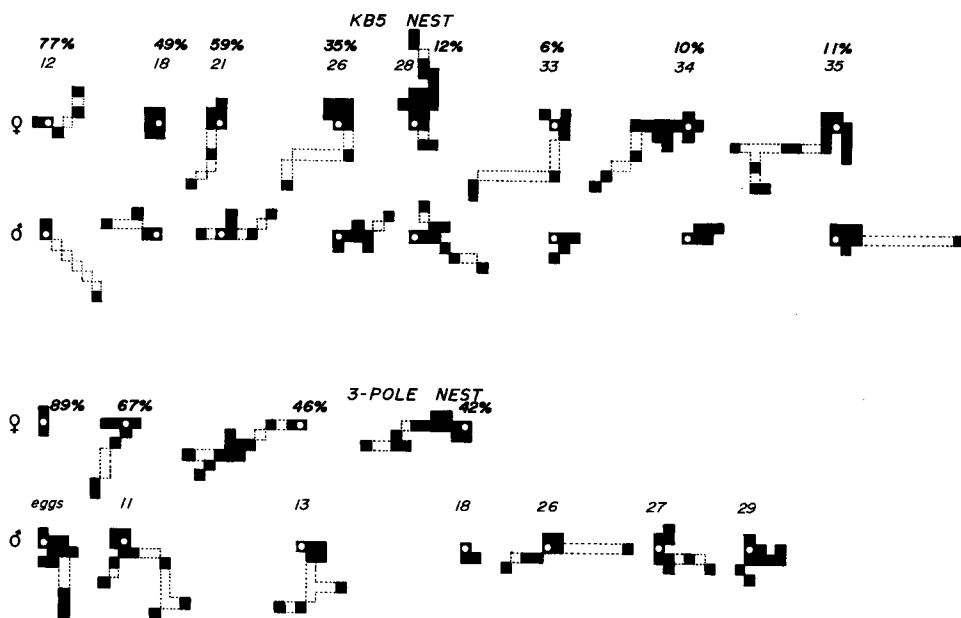 KB5 NEST
77% 49% 59% 35% 12% 6% 10% 11%
12 18 21 26 28 33 34 35
♀
♂
3-POLE NEST
♀ 89% 67% 46% 42%
eggs 11 13 18 26 27 29
♂